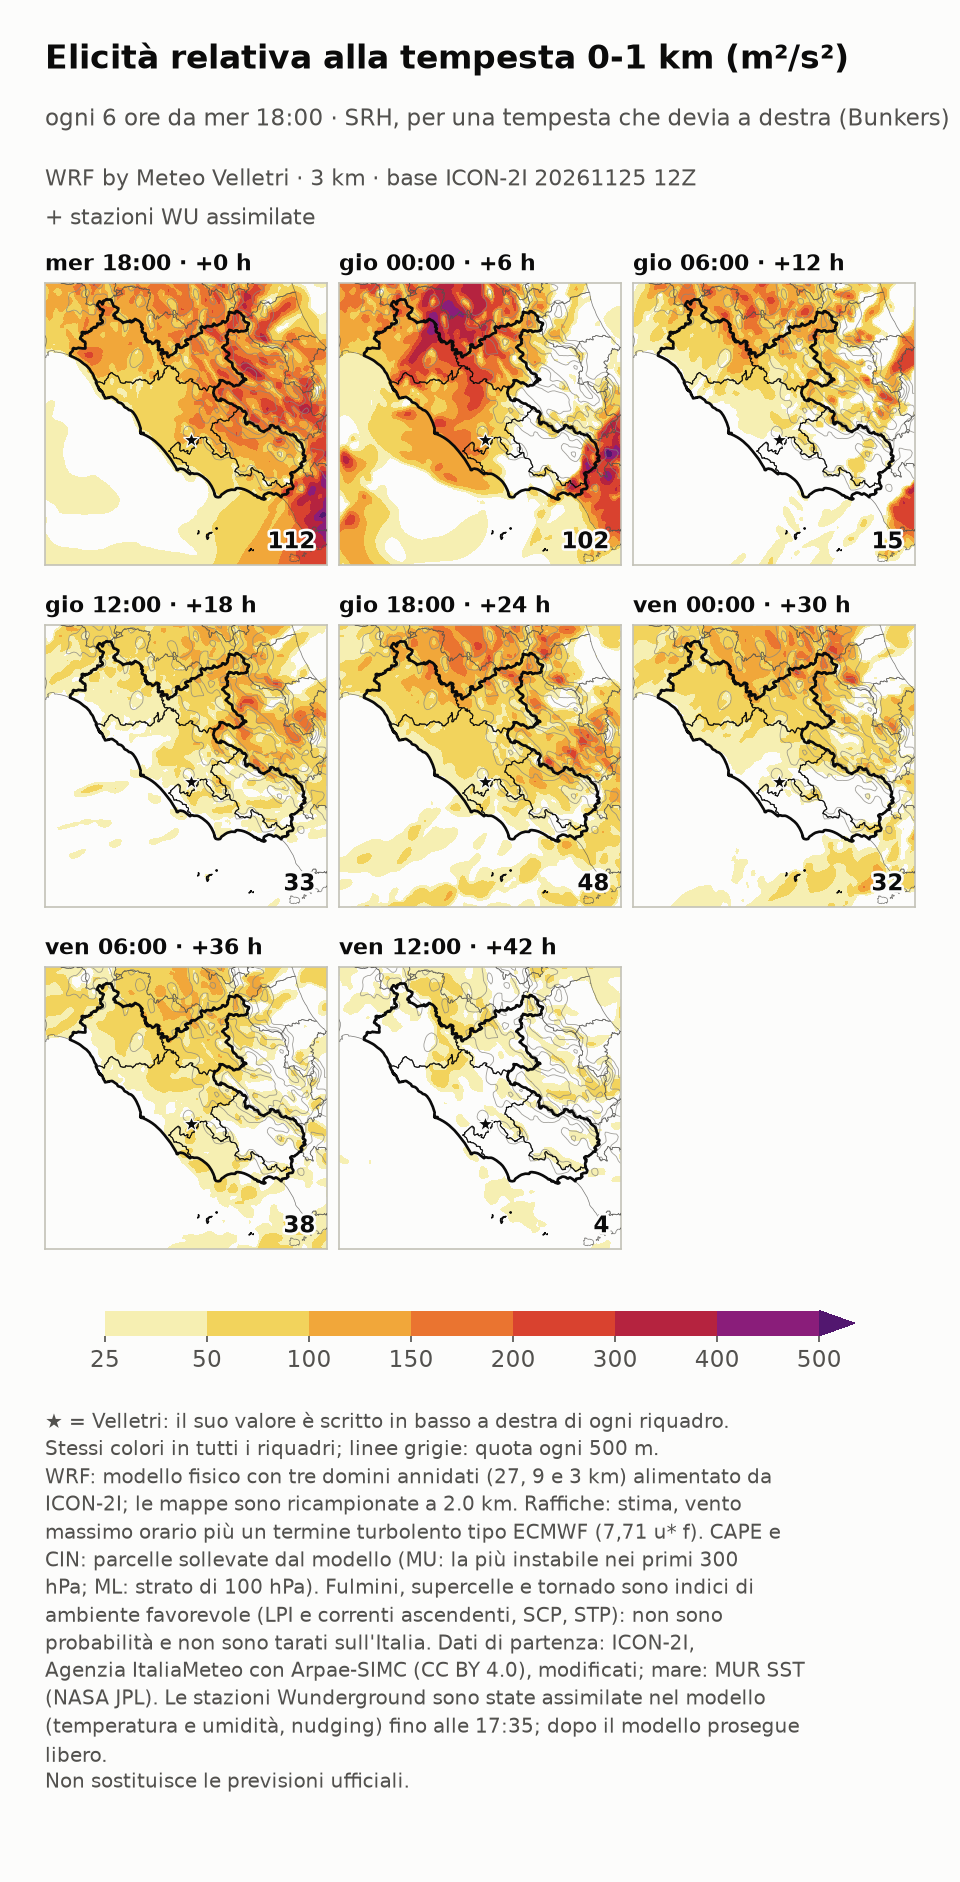 Elicità relativa alla tempesta 0-1 km (m²/s²)
ogni 6 ore da mer 18:00 · SRH, per una tempesta che devia a destra (Bunkers)
WRF by Meteo Velletri · 3 km · base ICON-2I 20261125 12Z
+ stazioni WU assimilate
mer 18:00 · +0 h
gio 00:00 · +6 h
gio 06:00 · +12 h
112
102
15
gio 12:00 · +18 h
gio 18:00 · +24 h
ven 00:00 · +30 h
33
48
32
ven 06:00 · +36 h
ven 12:00 · +42 h
38
4
25 50 100 150 200 300 400 500
★ = Velletri: il suo valore è scritto in basso a destra di ogni riquadro.
Stessi colori in tutti i riquadri; linee grigie: quota ogni 500 m.
WRF: modello fisico con tre domini annidati (27, 9 e 3 km) alimentato da
ICON-2I; le mappe sono ricampionate a 2.0 km. Raffiche: stima, vento
massimo orario più un termine turbolento tipo ECMWF (7,71 u* f). CAPE e
CIN: parcelle sollevate dal modello (MU: la più instabile nei primi 300
hPa; ML: strato di 100 hPa). Fulmini, supercelle e tornado sono indici di
ambiente favorevole (LPI e correnti ascendenti, SCP, STP): non sono
probabilità e non sono tarati sull'Italia. Dati di partenza: ICON-2I,
Agenzia ItaliaMeteo con Arpae-SIMC (CC BY 4.0), modificati; mare: MUR SST
(NASA JPL). Le stazioni Wunderground sono state assimilate nel modello
(temperatura e umidità, nudging) fino alle 17:35; dopo il modello prosegue
libero.
Non sostituisce le previsioni ufficiali.